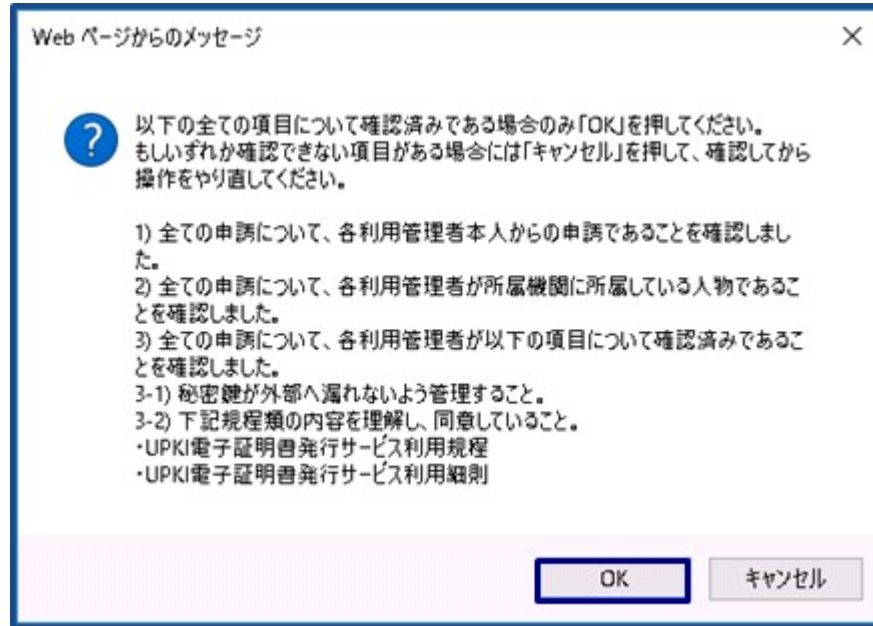 Web ページからのメッセージ
以下の全ての項目について確認済みである場合のみ「OK」を押してください。
もしいずれか確認できない項目がある場合には「キャンセル」を押して、確認してから
操作をやり直してください。
1) 全ての申請について、各利用管理者本人からの申請であることを確認しまし
た。
2) 全ての申請について、各利用管理者が所属機関に所属している人物であるこ
とを確認しました。
3) 全ての申請について、各利用管理者が以下の項目について確認済みであるこ
とを確認しました。
3-1) 秘密鍵が外部へ漏れないよう管理すること。
3-2) 下記規程類の内容を理解し、同意していること。
・UPKI電子証明書発行サービス利用規程
・UPKI電子証明書発行サービス利用細則
OK
キャンセル